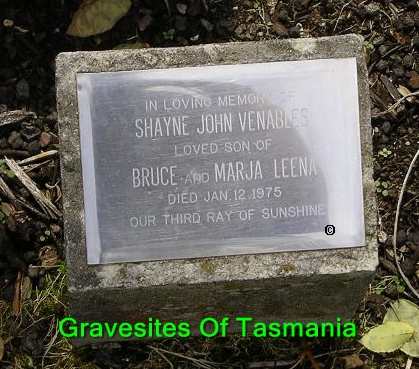 IN LOVING MEMORY OF
SHAYNE JOHN VENABLES
LOVED SON OF
BRUCE AND MARJA LEENA
DIED JAN. 12. 1975
OUR THIRD RAY OF SUNSHINE
©
Gravesites Of Tasmania